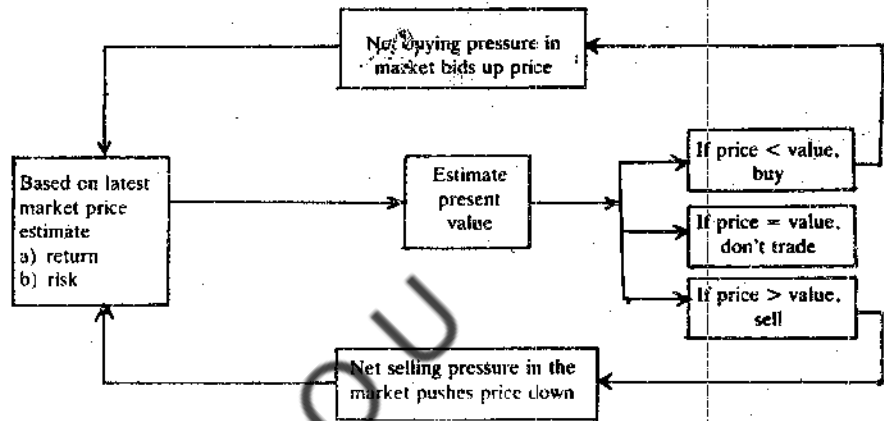 Net buying pressure in
market bids up price
Based on latest
market price
estimate
a) return
b) risk
Estimate
present
value
If price < value,
buy
If price = value,
don't trade
If price > value,
sell
Net selling pressure in the
market pushes price down
O U